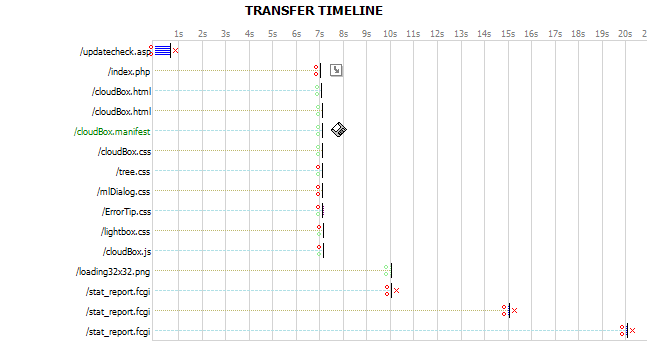 TRANSFER TIMELINE
1s 2s 3s 4s 5s 6s 7s 8s 9s 10s 11s 12s 13s 14s 15s 16s 17s 18s 19s 20s 2
/updatecheck.asp
/index.php
/cloudBox.html
/cloudBox.html
/cloudBox.manifest
/cloudBox.css
/tree.css
/mlDialog.css
/ErrorTip.css
/lightbox.css
/cloudBox.js
/loading32x32.png
/stat_report.fcgi
/stat_report.fcgi
/stat_report.fcgi